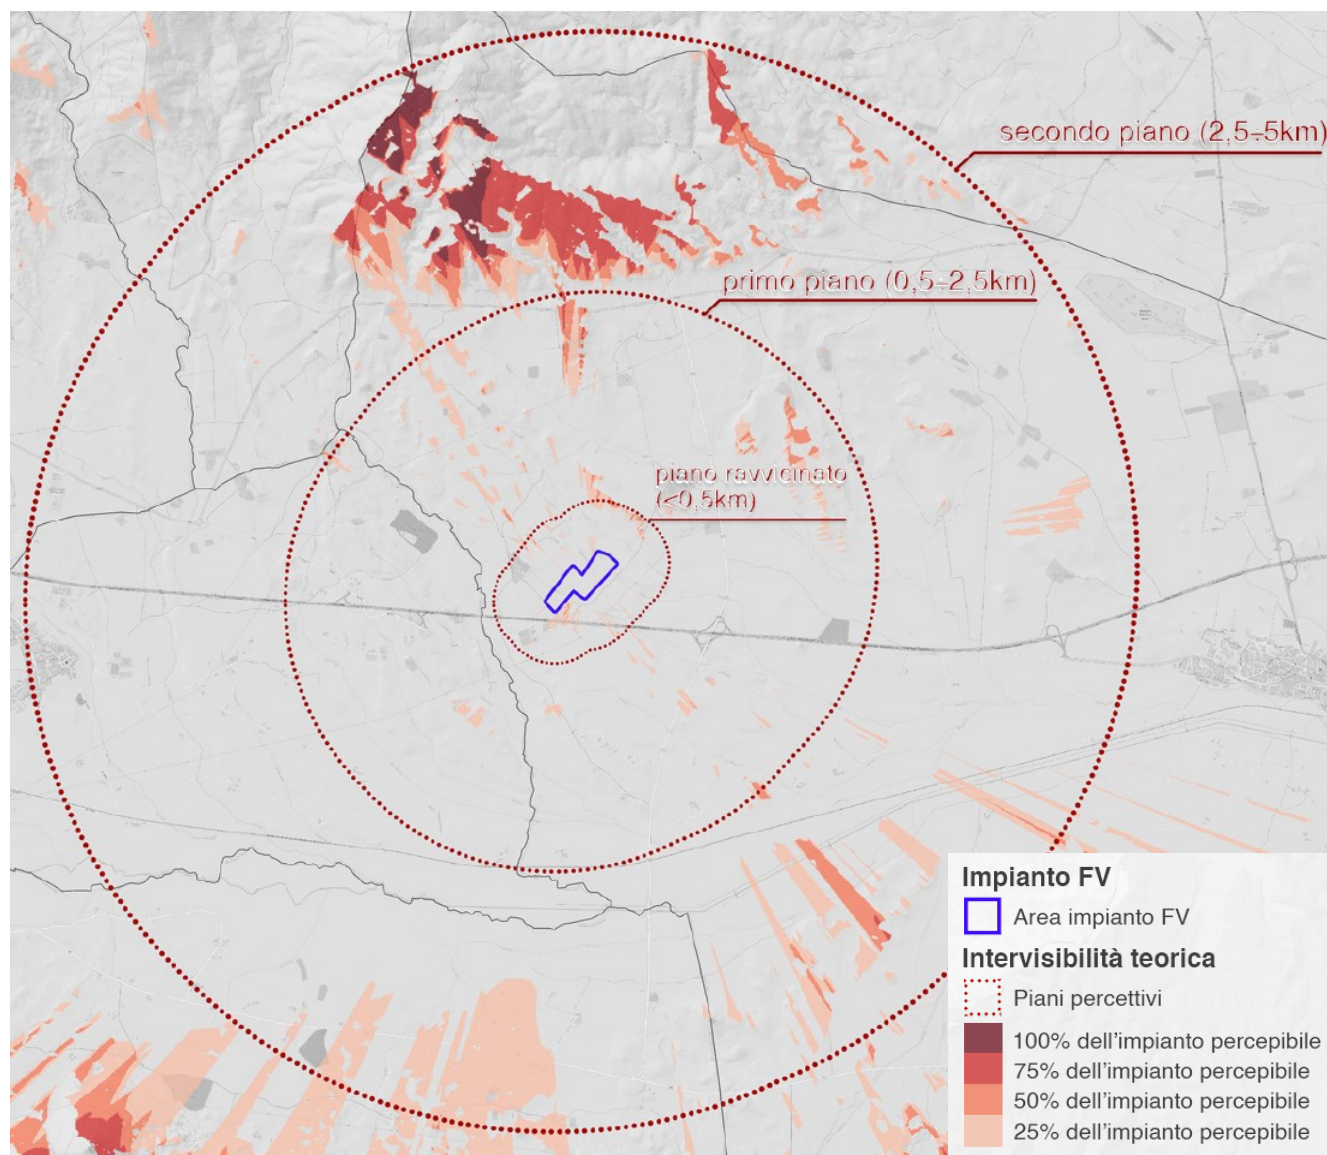 secondo piano (2,5÷5km)
primo piano (0,5÷2,5km)
piano ravvicinato
(<0,5km)
Impianto FV
Area impianto FV
Intervisibilità teorica
Piani percettivi
100% dell'impianto percepibile
75% dell'impianto percepibile
50% dell'impianto percepibile
25% dell'impianto percepibile